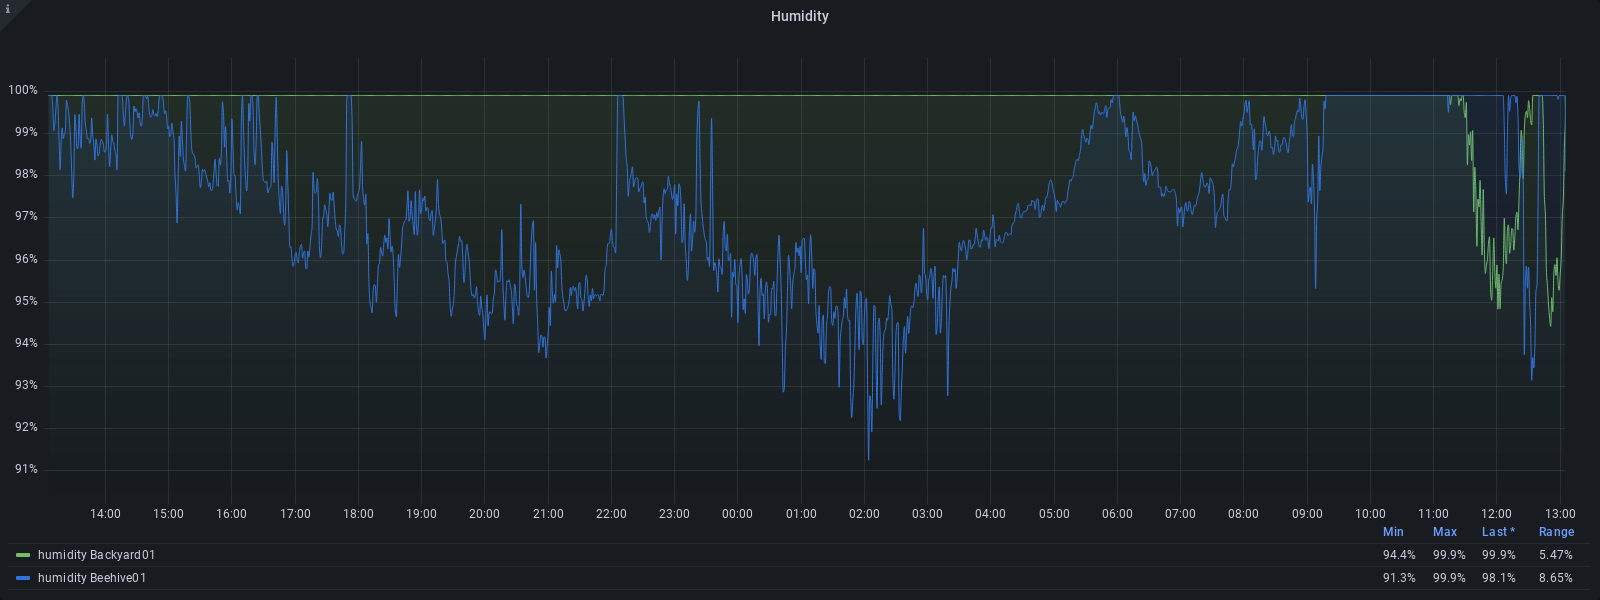 i
Humidity
100%
99%
98%
97%
96%
95%
94%
93%
92%
91%
14:00 15:00 16:00 17:00 18:00 19:00 20:00 21:00 22:00 23:00 00:00 01:00 02:00 03:00 04:00 05:00 06:00 07:00 08:00 09:00 10:00 11:00 12:00 13:00
Min Max Last * Range
humidity Backyard01 94.4% 99.9% 99.9% 5.47%
humidity Beehive01 91.3% 99.9% 98.1% 8.65%